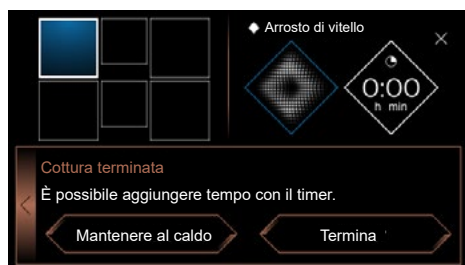 Arrosto di vitello
0:00
h min
Cottura terminata
È possibile aggiungere tempo con il timer.
Mantenere al caldo
Termina